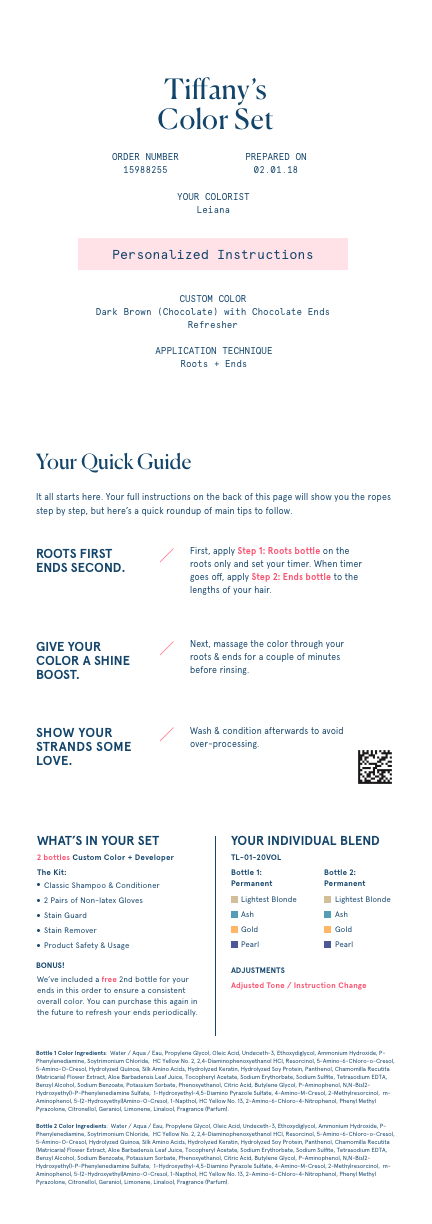 Tiffany's
Color Set
ORDER NUMBER
15988255
PREPARED ON
02.01.18
YOUR COLORIST
Leiana
Personalized Instructions
CUSTOM COLOR
Dark Brown (Chocolate) with Chocolate Ends
Refresher
APPLICATION TECHNIQUE
Roots + Ends
Your Quick Guide
It all starts here. Your full instructions on the back of this page will show you the ropes
step by step, but here's a quick roundup of main tips to follow.
ROOTS FIRST
ENDS SECOND.
First, apply Step 1: Roots bottle on the
roots only and set your timer. When timer
goes off, apply Step 2: Ends bottle to the
lengths of your hair.
GIVE YOUR
COLOR A SHINE
BOOST.
Next, massage the color through your
roots & ends for a couple of minutes
before rinsing.
SHOW YOUR
STRANDS SOME
LOVE.
Wash & condition afterwards to avoid
over-processing.
WHAT'S IN YOUR SET
2 bottles Custom Color + Developer
The Kit:
• Classic Shampoo & Conditioner
• 2 Pairs of Non-latex Gloves
• Stain Guard
• Stain Remover
• Product Safety & Usage
BONUS!
We've included a free 2nd bottle for your
ends in this order to ensure a consistent
overall color. You can purchase this again in
the future to refresh your ends periodically.
YOUR INDIVIDUAL BLEND
TL-01-20VOL
Bottle 1:
Permanent
Lightest Blonde
Ash
Gold
Pearl
Bottle 2:
Permanent
Lightest Blonde
Ash
Gold
Pearl
ADJUSTMENTS
Adjusted Tone / Instruction Change
Bottle 1 Color Ingredients: Water / Aqua / Eau, Propylene Glycol, Oleic Acid, Undeceth-3, Ethoxydiglycol, Ammonium Hydroxide, P-
Phenylenediamine, Soytrimonium Chloride, HC Yellow No. 2, 2,4-Diaminophenoxyethanol HCl, Resorcinol, 5-Amino-6-Chloro-o-Cresol,
5-Amino-O-Cresol, Hydrolyzed Quinoa, Silk Amino Acids, Hydrolyzed Keratin, Hydrolyzed Soy Protein, Panthenol, Chamomilla Recutita
(Matricaria) Flower Extract, Aloe Barbadensis Leaf Juice, Tocopheryl Acetate, Sodium Erythorbate, Sodium Sulfite, Tetrasodium EDTA,
Benzyl Alcohol, Sodium Benzoate, Potassium Sorbate, Phenoxyethanol, Citric Acid, Butylene Glycol, P-Aminophenol, N,N-Bis(2-
Hydroxyethyl)-P-Phenylenediamine Sulfate, 1-Hydroxyethyl-4,5-Diamino Pyrazole Sulfate, 4-Amino-M-Cresol, 2-Methylresorcinol, m-
Aminophenol, 5-((2-Hydroxyethyl)Amino-O-Cresol, 1-Napthol, HC Yellow No. 13, 2-Amino-6-Chloro-4-Nitrophenol, Phenyl Methyl
Pyrazolone, Citronellol, Geraniol, Limonene, Linalool, Fragrance (Parfum).
Bottle 2 Color Ingredients: Water / Aqua / Eau, Propylene Glycol, Oleic Acid, Undeceth-3, Ethoxydiglycol, Ammonium Hydroxide, P-
Phenylenediamine, Soytrimonium Chloride, HC Yellow No. 2, 2,4-Diaminophenoxyethanol HCl, Resorcinol, 5-Amino-6-Chloro-o-Cresol,
5-Amino-O-Cresol, Hydrolyzed Quinoa, Silk Amino Acids, Hydrolyzed Keratin, Hydrolyzed Soy Protein, Panthenol, Chamomilla Recutita
(Matricaria) Flower Extract, Aloe Barbadensis Leaf Juice, Tocopheryl Acetate, Sodium Erythorbate, Sodium Sulfite, Tetrasodium EDTA,
Benzyl Alcohol, Sodium Benzoate, Potassium Sorbate, Phenoxyethanol, Citric Acid, Butylene Glycol, P-Aminophenol, N,N-Bis(2-
Hydroxyethyl)-P-Phenylenediamine Sulfate, 1-Hydroxyethyl-4,5-Diamino Pyrazole Sulfate, 4-Amino-M-Cresol, 2-Methylresorcinol, m-
Aminophenol, 5-((2-Hydroxyethyl)Amino-O-Cresol, 1-Napthol, HC Yellow No. 13, 2-Amino-6-Chloro-4-Nitrophenol, Phenyl Methyl
Pyrazolone, Citronellol, Geraniol, Limonene, Linalool, Fragrance (Parfum).